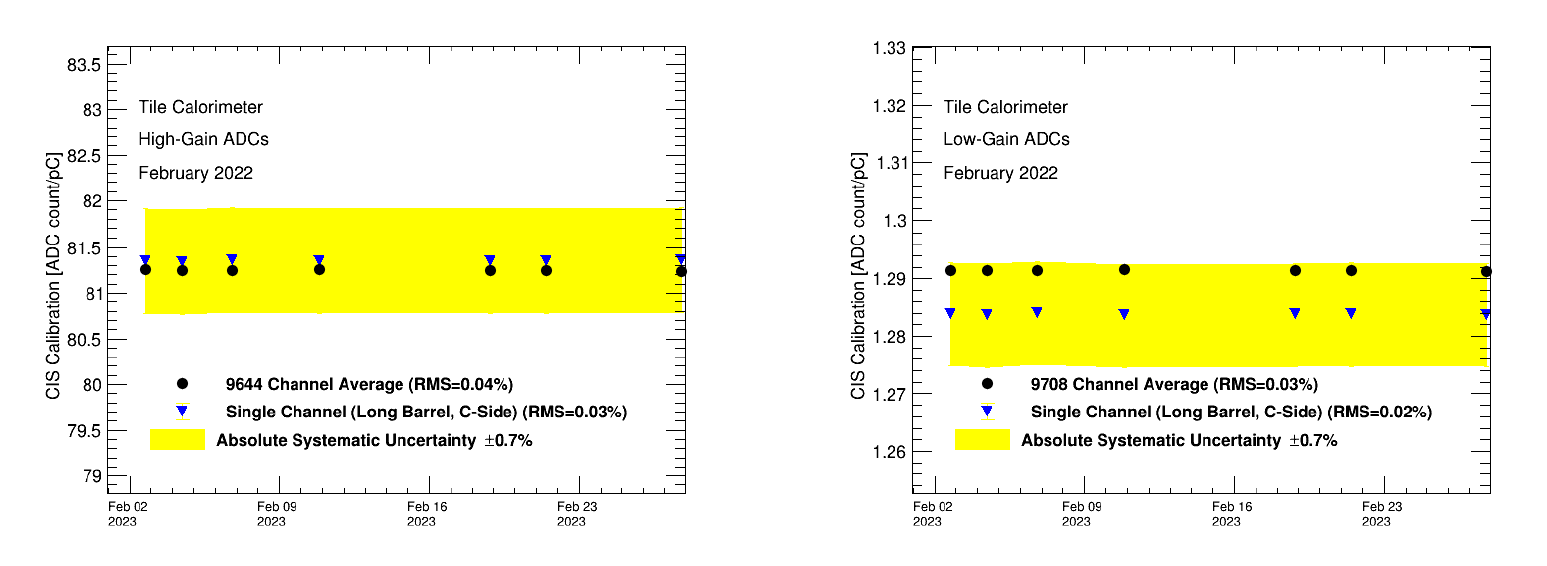 83.5
83
82.5
82
81.5
81
80.5
80
79.5
79
CIS Calibration [ADC count/pC]
Tile Calorimeter
High-Gain ADCs
February 2022
9644 Channel Average (RMS=0.04%)
Single Channel (Long Barrel, C-Side) (RMS=0.03%)
Absolute Systematic Uncertainty ±0.7%
Feb 02
2023
Feb 09
2023
Feb 16
2023
Feb 23
2023
1.33
1.32
1.31
1.3
1.29
1.28
1.27
1.26
CIS Calibration [ADC count/pC]
Tile Calorimeter
Low-Gain ADCs
February 2022
9708 Channel Average (RMS=0.03%)
Single Channel (Long Barrel, C-Side) (RMS=0.02%)
Absolute Systematic Uncertainty ±0.7%
Feb 02
2023
Feb 09
2023
Feb 16
2023
Feb 23
2023